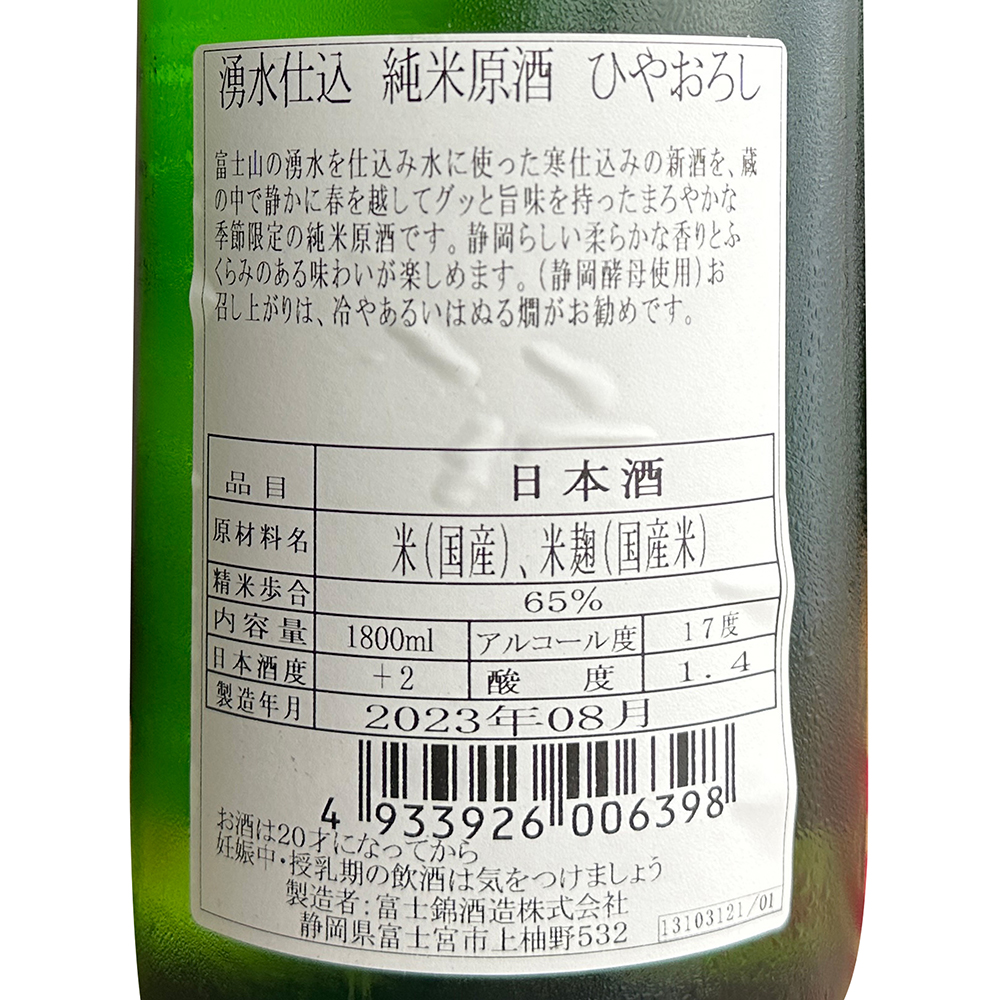 湧水仕込 純米原酒 ひやおろし
富士山の湧水を仕込み水に使った寒仕込みの新酒を、蔵
の中で静かに春を越してグッと旨味を持ったまろやかな
季節限定の純米原酒です。静岡らしい柔らかな香りとふ
くらみのある味わいが楽しめます。(静岡酵母使用)お
召し上がりは、冷やあるいはぬる燗がお勧めです。
品目 日本酒
原材料名 米(国産)、米麹(国産米)
精米歩合 65%
内容量 1800ml アルコール度 17度
日本酒度 +2 酸度 1.4
製造年月 2023年08月
4 933926 006398
お酒は20才になってから
妊娠中・授乳期の飲酒は気をつけましょう
製造者:富士錦酒造株式会社
静岡県富士宮市上柚野532
13103121/01